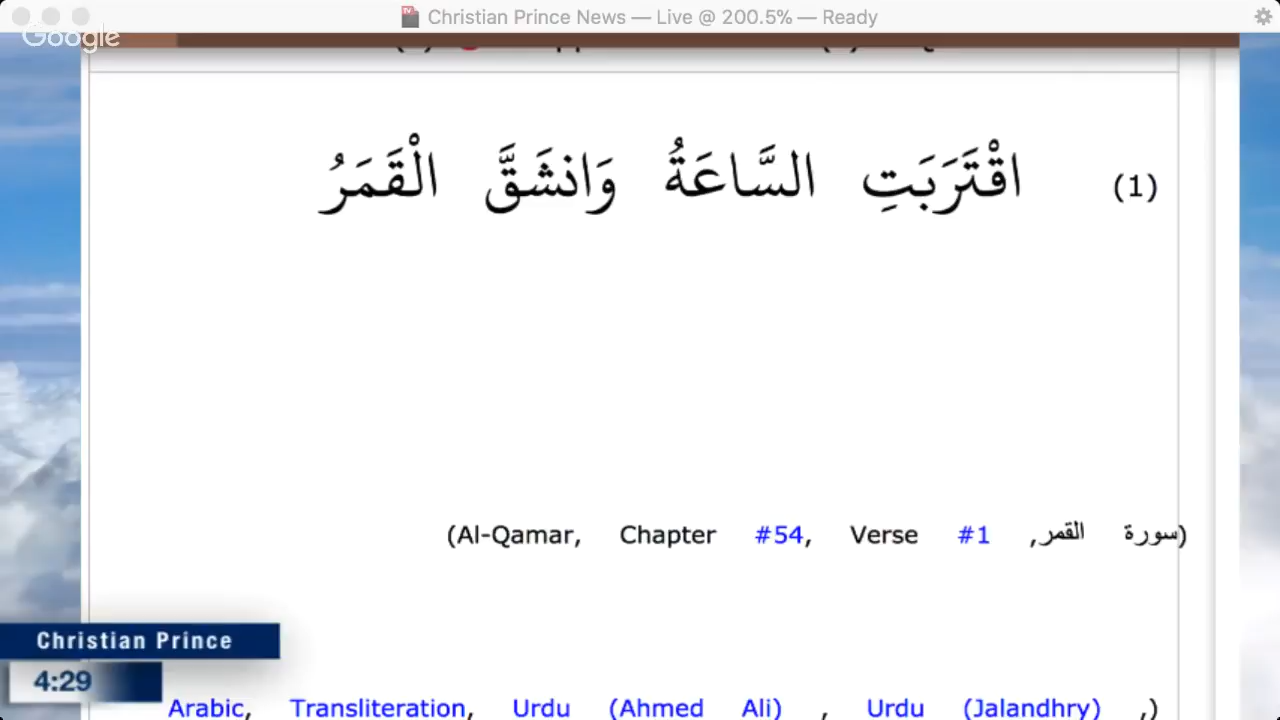 Christian Prince News — Live @ 200.5% — Ready
Google
(1) اقْتَرَبَتِ السَّاعَةُ وَانشَقَّ الْقَمَرُ
(Al-Qamar, Chapter #54, Verse #1 ,سورة القمر)
Christian Prince
4:29
Arabic, Transliteration, Urdu (Ahmed Ali) , Urdu (Jalandhry) ,)